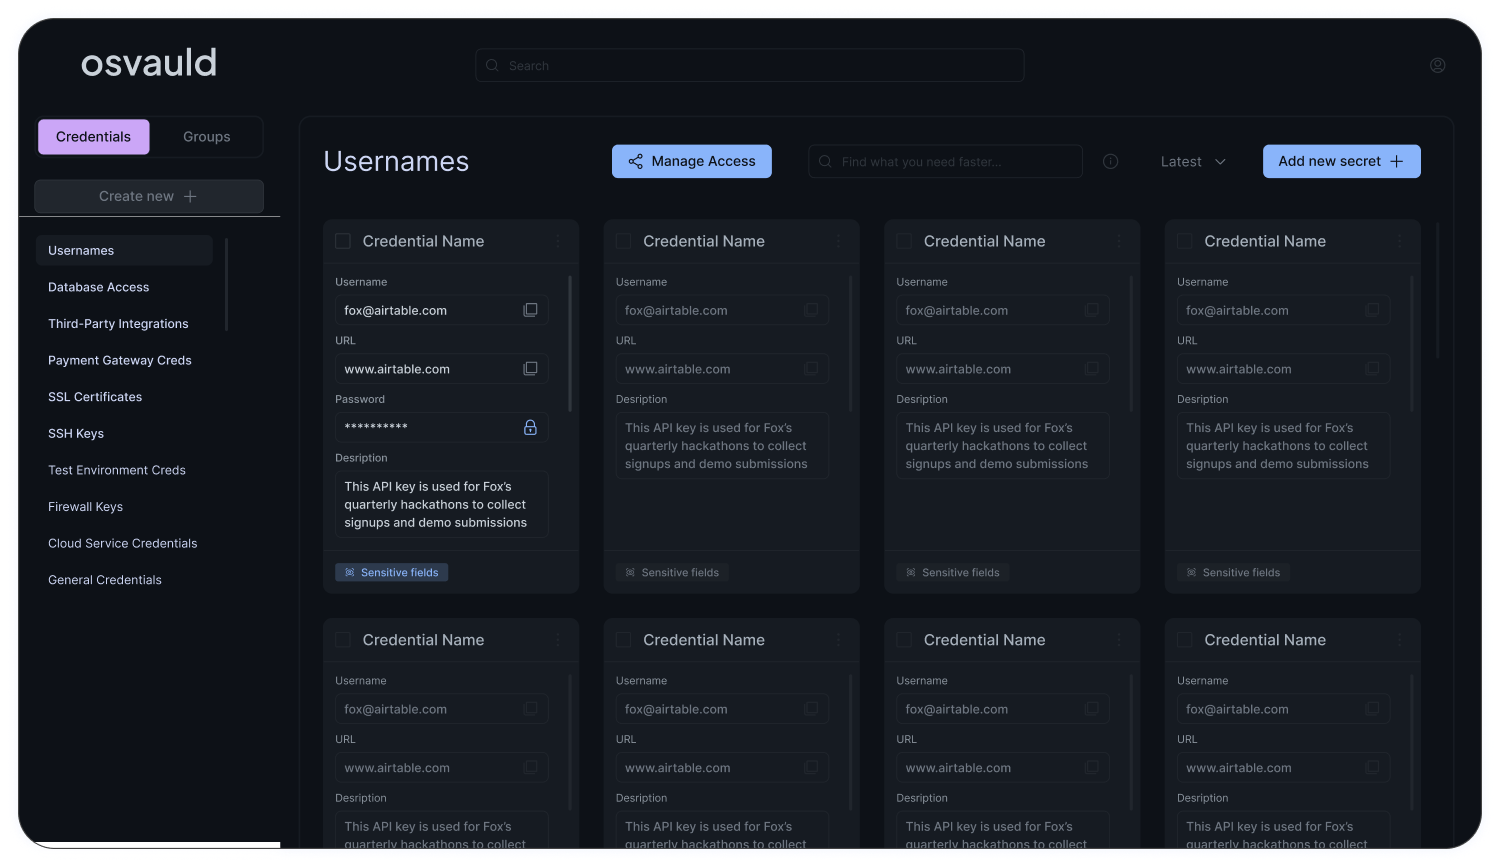 osvauld
Search
Credentials
Groups
Create new
Usernames
Database Access
Third-Party Integrations
Payment Gateway Creds
SSL Certificates
SSH Keys
Test Environment Creds
Firewall Keys
Cloud Service Credentials
General Credentials
Usernames
Manage Access
Find what you need faster...
Latest
Add new secret
Credential Name
Username
fox@airtable.com
URL
www.airtable.com
Password
**********
Desription
This API key is used for Fox’s
quarterly hackathons to collect
signups and demo submissions
Sensitive fields
Credential Name
Username
fox@airtable.com
URL
www.airtable.com
Desription
This API key is used for Fox’s
quarterly hackathons to collect
signups and demo submissions
Sensitive fields
Credential Name
Username
fox@airtable.com
URL
www.airtable.com
Desription
This API key is used for Fox’s
quarterly hackathons to collect
signups and demo submissions
Sensitive fields
Credential Name
Username
fox@airtable.com
URL
www.airtable.com
Desription
This API key is used for Fox’s
quarterly hackathons to collect
signups and demo submissions
Sensitive fields
Credential Name
Username
fox@airtable.com
URL
www.airtable.com
Desription
This API key is used for Fox’s
quarterly hackathons to collect
Credential Name
Username
fox@airtable.com
URL
www.airtable.com
Desription
This API key is used for Fox’s
quarterly hackathons to collect
Credential Name
Username
fox@airtable.com
URL
www.airtable.com
Desription
This API key is used for Fox’s
quarterly hackathons to collect
Credential Name
Username
fox@airtable.com
URL
www.airtable.com
Desription
This API key is used for Fox’s
quarterly hackathons to collect